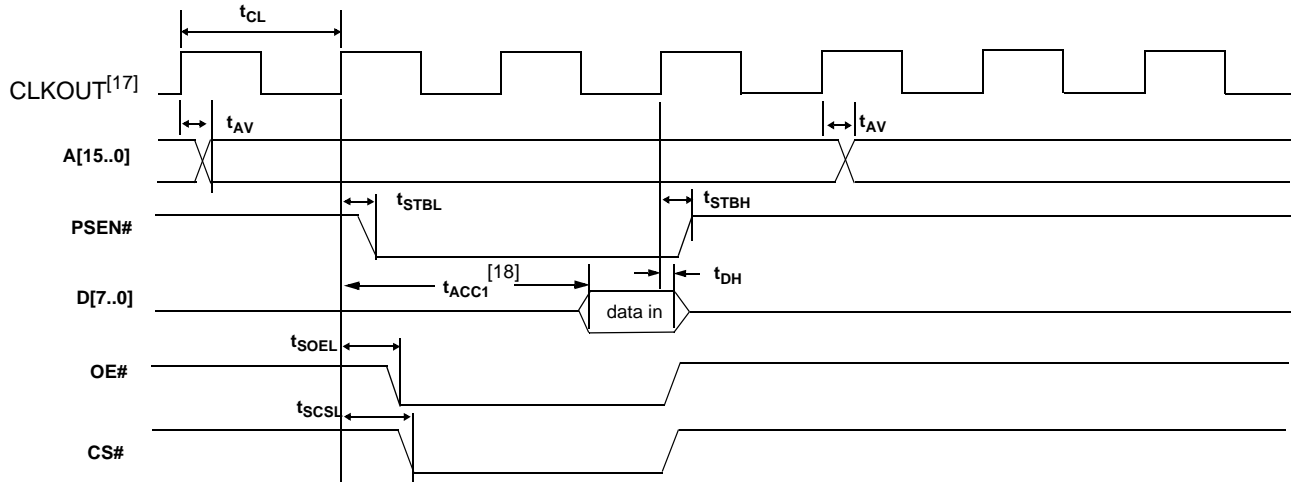 tCL
CLKOUT[17]
tAV
tAV
A[15..0]
tSTBL
tSTBH
PSEN#
[18]
tACC1
tDH
D[7..0]
data in
tSOEL
OE#
tSCSL
CS#